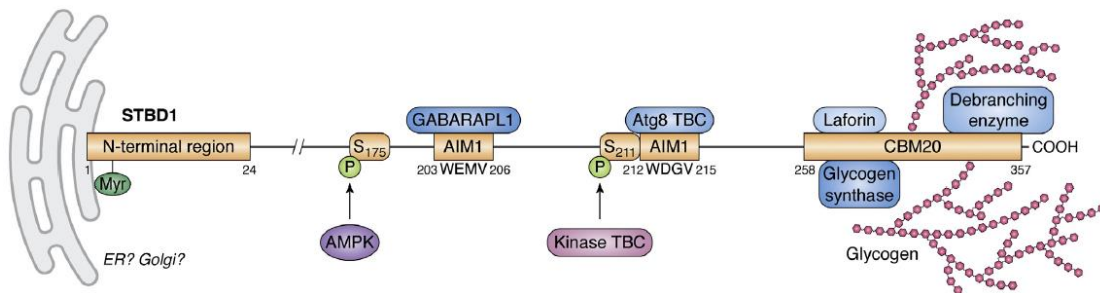 STBD1
N-terminal region
1
24
Myr
ER? Golgi?
S175
P
AMPK
GABARAPL1
AIM1
203 WEMV 206
S211
P
Kinase TBC
Atg8 TBC
AIM1
212 WDGV 215
Laforin
Debranching
enzyme
CBM20
COOH
258
357
Glycogen
synthase
Glycogen